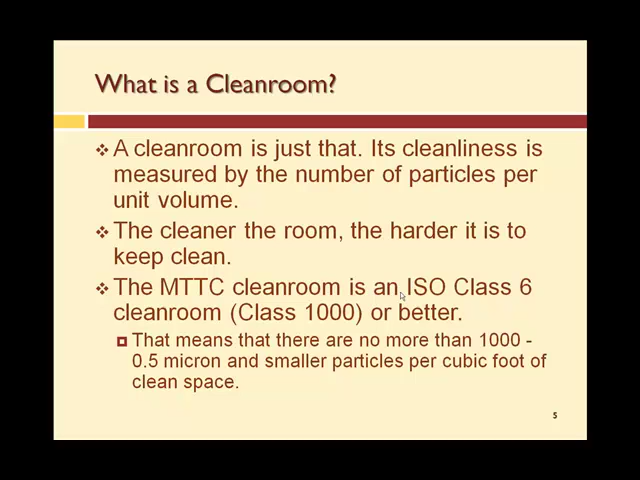 What is a Cleanroom?
❖ A cleanroom is just that. Its cleanliness is
measured by the number of particles per
unit volume.
❖ The cleaner the room, the harder it is to
keep clean.
❖ The MTTC cleanroom is an ISO Class 6
cleanroom (Class 1000) or better.
That means that there are no more than 1000 -
0.5 micron and smaller particles per cubic foot of
clean space.
5